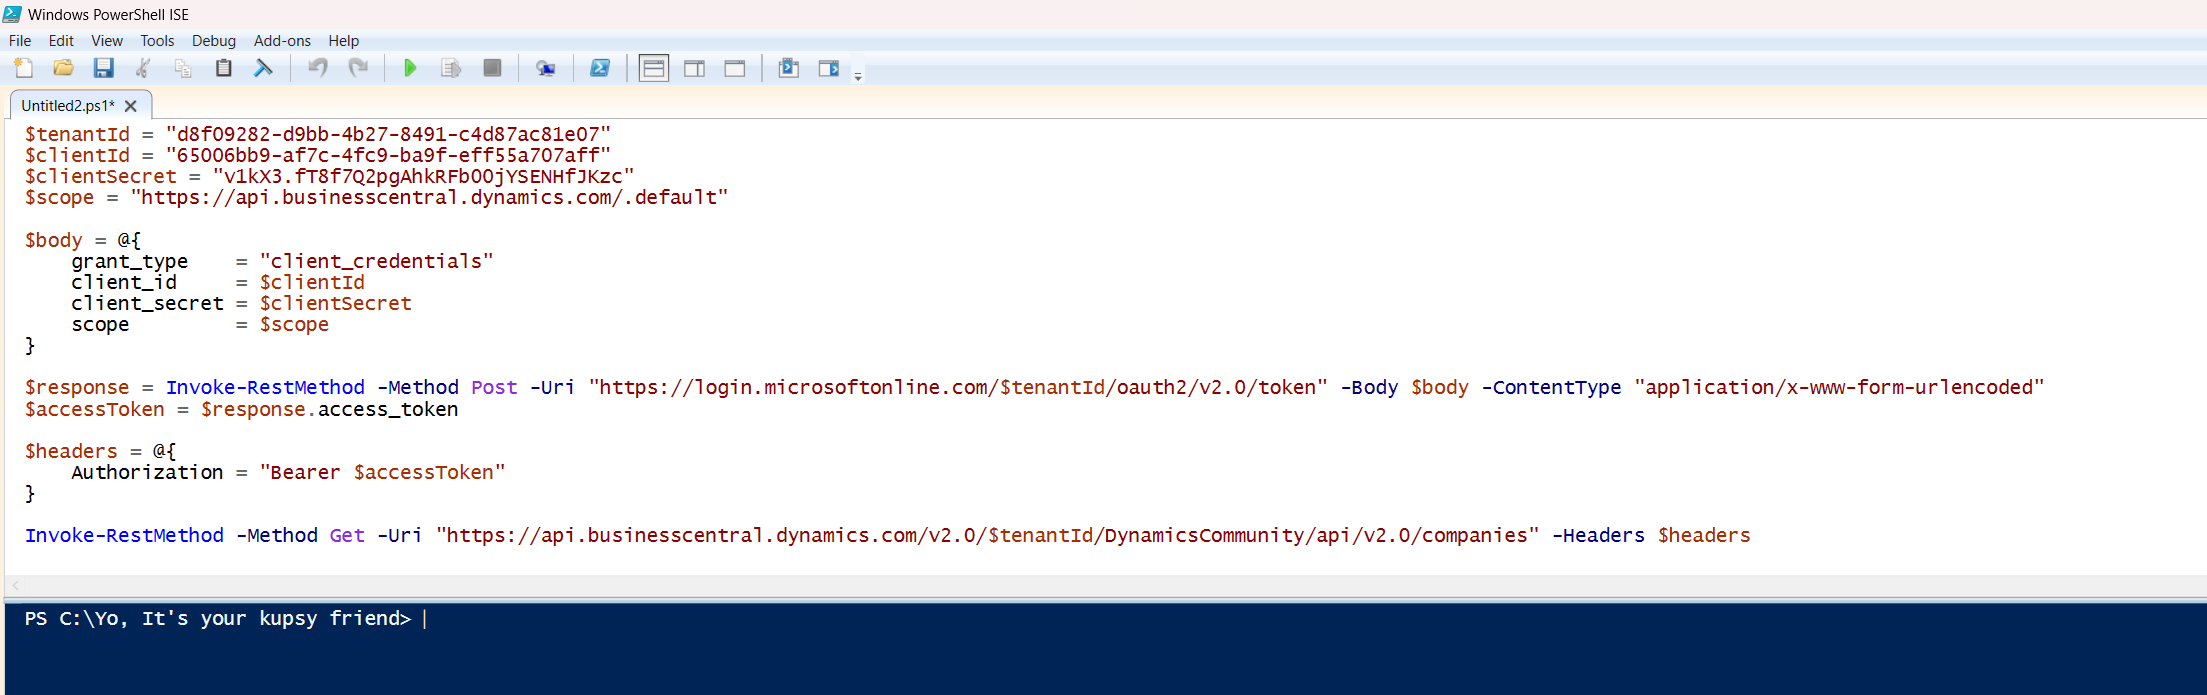 Windows PowerShell ISE
File Edit View Tools Debug Add-ons Help
Untitled2.ps1*
$tenantId = "d8f09282-d9bb-4b27-8491-c4d87ac81e07"
$clientId = "65006bb9-af7c-4fc9-ba9f-eff55a707aff"
$clientSecret = "v1kX3.fT8f7Q2pgAhkRFbOOjYSENHfJKzc"
$scope = "https://api.businesscentral.dynamics.com/.default"
$body = @{
    grant_type    = "client_credentials"
    client_id     = $clientId
    client_secret = $clientSecret
    scope         = $scope
}
$response = Invoke-RestMethod -Method Post -Uri "https://login.microsoftonline.com/$tenantId/oauth2/v2.0/token" -Body $body -ContentType "application/x-www-form-urlencoded"
$accessToken = $response.access_token
$headers = @{
    Authorization = "Bearer $accessToken"
}
Invoke-RestMethod -Method Get -Uri "https://api.businesscentral.dynamics.com/v2.0/$tenantId/DynamicsCommunity/api/v2.0/companies" -Headers $headers
PS C:\Yo, It's your kupsy friend>